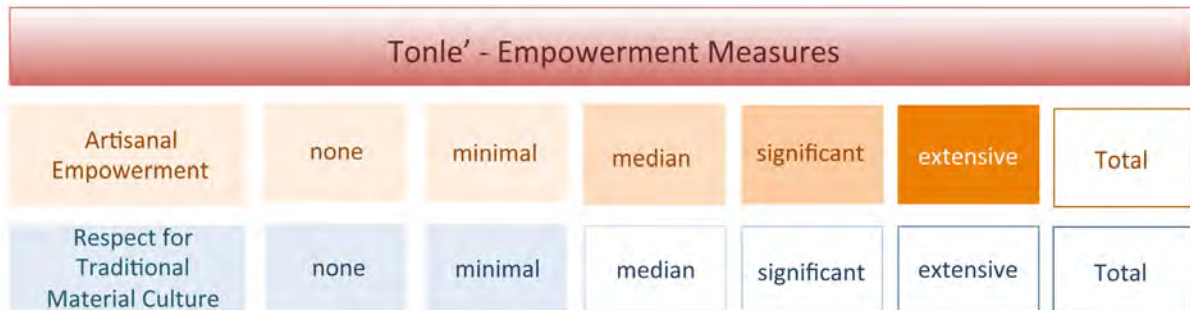 Tonle’ - Empowerment Measures
Artisanal
Empowerment
none
minimal
median
significant
extensive
Total
Respect for
Traditional
Material Culture
none
minimal
median
significant
extensive
Total